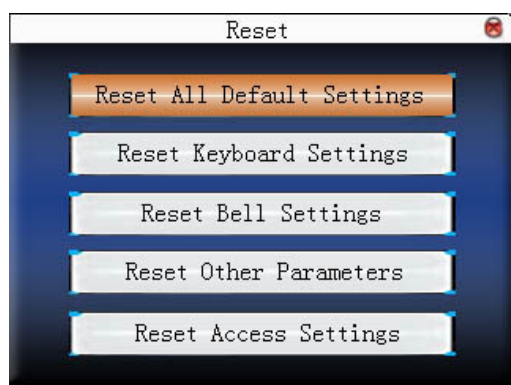 Reset
Reset All Default Settings
Reset Keyboard Settings
Reset Bell Settings
Reset Other Parameters
Reset Access Settings